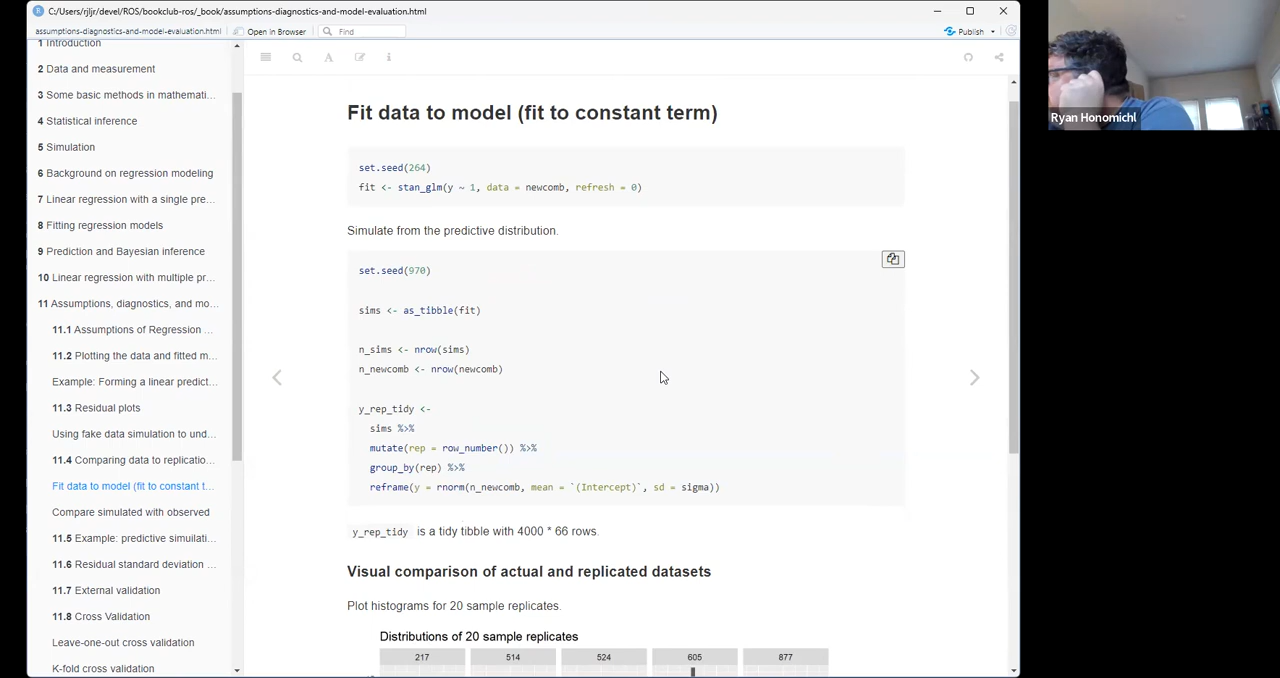 C:/Users/rjljr/devel/ROS/bookclub-ros/_book/assumptions-diagnostics-and-model-evaluation.html
assumptions-diagnostics-and-model-evaluation.html
Open in Browser
Find
Publish
1 Introduction
2 Data and measurement
3 Some basic methods in mathemati...
4 Statistical inference
5 Simulation
6 Background on regression modeling
7 Linear regression with a single pre...
8 Fitting regression models
9 Prediction and Bayesian inference
10 Linear regression with multiple pr...
11 Assumptions, diagnostics, and mo...
11.1 Assumptions of Regression ...
11.2 Plotting the data and fitted m...
Example: Forming a linear predict...
11.3 Residual plots
Using fake data simulation to und...
11.4 Comparing data to replicatio...
Fit data to model (fit to constant t...
Compare simulated with observed
11.5 Example: predictive simuilati...
11.6 Residual standard deviation ...
11.7 External validation
11.8 Cross Validation
Leave-one-out cross validation
K-fold cross validation
Fit data to model (fit to constant term)
set.seed(264)
fit <- stan_glm(y ~ 1, data = newcomb, refresh = 0)
Simulate from the predictive distribution.
set.seed(970)
sims <- as_tibble(fit)
n_sims <- nrow(sims)
n_newcomb <- nrow(newcomb)
y_rep_tidy <-
sims %>%
mutate(rep = row_number()) %>%
group_by(rep) %>%
reframe(y = rnorm(n_newcomb, mean = `(Intercept)`, sd = sigma))
y_rep_tidy is a tidy tibble with 4000 * 66 rows.
Visual comparison of actual and replicated datasets
Plot histograms for 20 sample replicates.
Distributions of 20 sample replicates
217 514 524 605 877
Ryan Honomichl